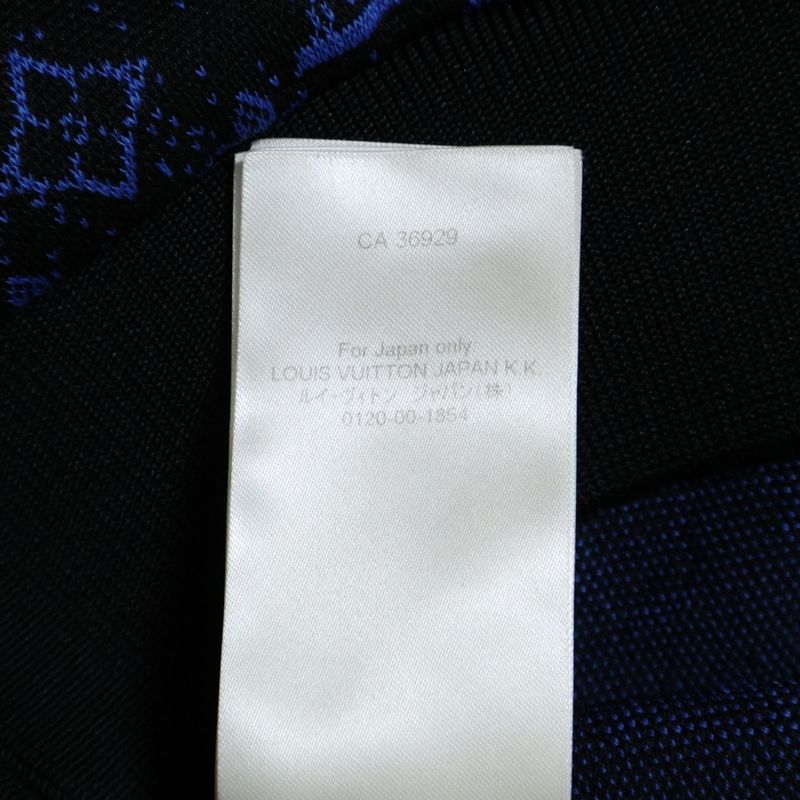 CA 36929
For Japan only
LOUIS VUITTON JAPAN K.K.
ルイ・ヴィトン ジャパン(株)
0120-00-1854